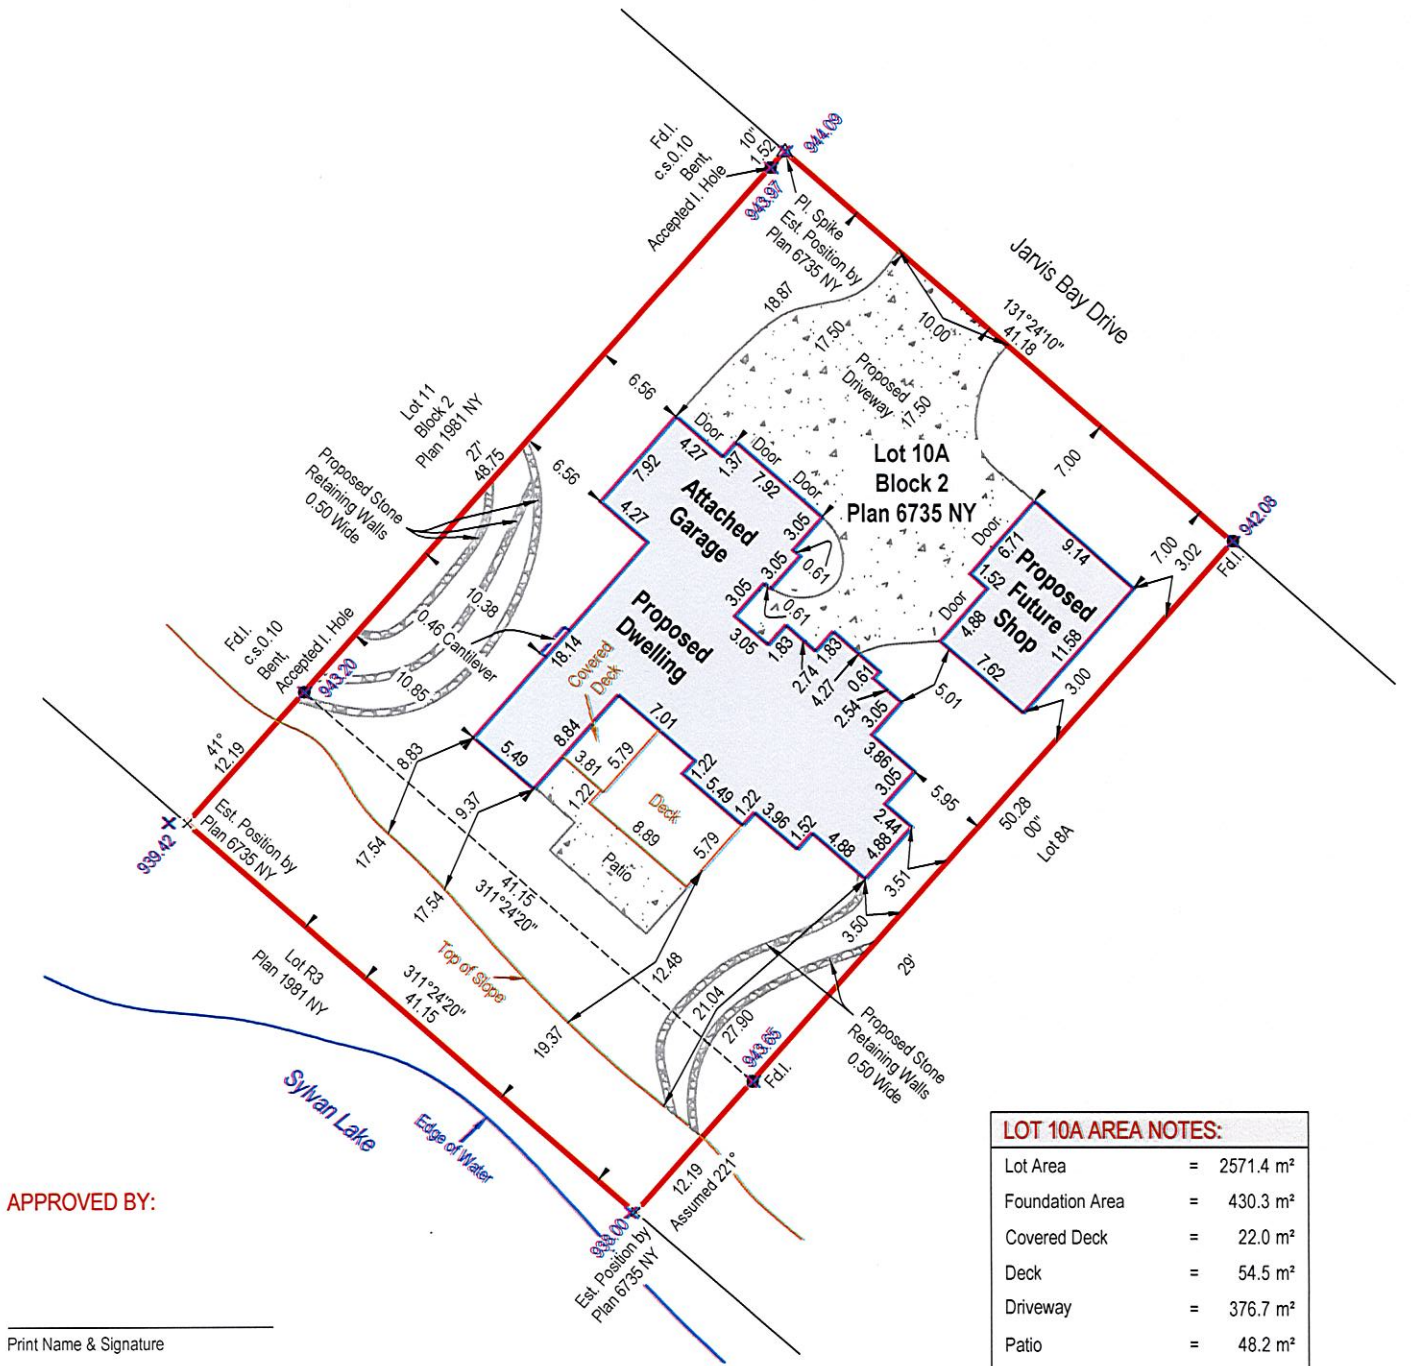 944.09
10"
1.52
Fd.I.
c.s.0.10
Bent,
Accepted I. Hole
943.97
Pl. Spike
Est. Position by
Plan 6735 NY
Jarvis Bay Drive
131°24'10"
41.18
10.00
18.87
17.50
Proposed
Driveway
17.50
6.56
Lot 11
Block 2
Plan 1981 NY
27'
48.75
Proposed Stone
Retaining Walls
0.50 Wide
6.56
Door
4.27
1.37
Door
7.92
Door
7.92
4.27
Attached
Garage
3.05
3.05
0.61
Lot 10A
Block 2
Plan 6735 NY
7.00
942.08
Fd.I.
7.00
3.02
Door
6.71
9.14
1.52
Door
4.88
Proposed
Future
Shop
11.58
7.62
3.00
5.01
3.05
0.61
3.05
1.83
2.74
1.83
4.27
0.61
2.54
3.05
3.86
3.05
2.44
4.88
5.95
Proposed
Dwelling
Covered
Deck
0.46 Cantilever
18.14
10.38
10.85
Fd.I.
c.s.0.10
Bent,
Accepted I. Hole
943.20
41°
12.19
8.83
5.49
8.84
7.01
3.81
5.79
1.22
1.22
5.49
1.22
3.96
1.52
4.88
Deck
8.89
5.79
Patio
9.37
17.54
17.54
41.15
311°24'20"
Top of Slope
12.48
19.37
21.04
27.90
3.51
3.50
50.28
00"
Lot 8A
29'
Proposed Stone
Retaining Walls
0.50 Wide
943.65
Fd.I.
939.42
Est. Position by
Plan 6735 NY
Lot R3
Plan 1981 NY
311°24'20"
41.15
Sylvan Lake
Edge of Water
12.19
Assumed 221°
Est. Position by
Plan 6735 NY
APPROVED BY:
Print Name & Signature
LOT 10A AREA NOTES:
Lot Area = 2571.4 m²
Foundation Area = 430.3 m²
Covered Deck = 22.0 m²
Deck = 54.5 m²
Driveway = 376.7 m²
Patio = 48.2 m²